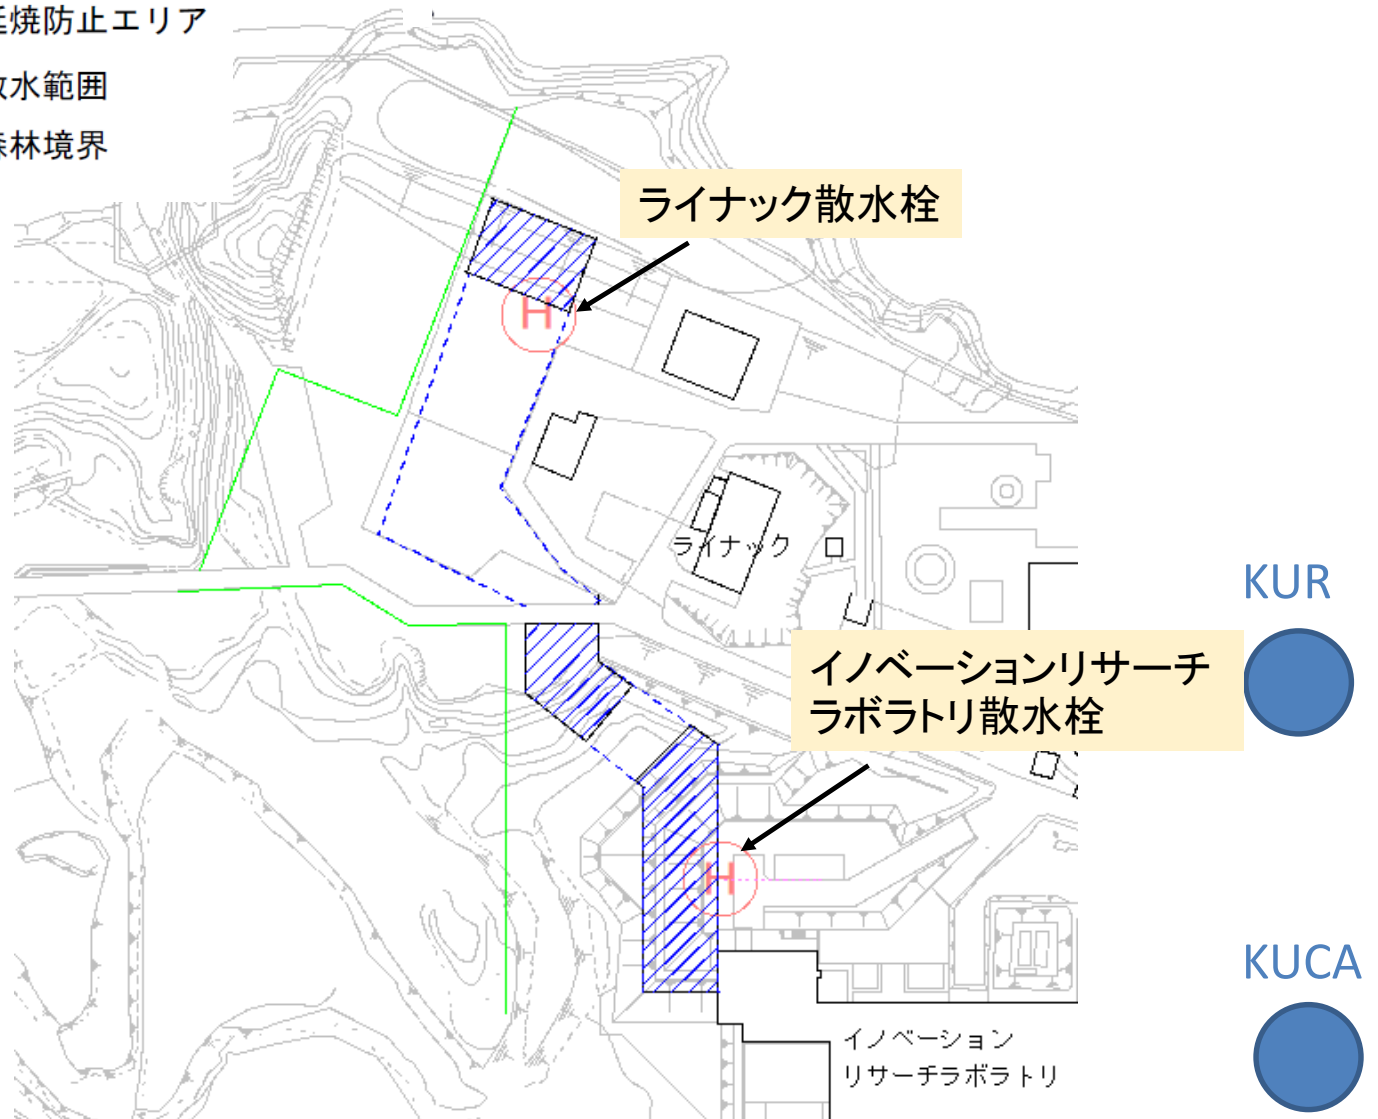 焼防止エリア
水範囲
林境界
ライナック散水栓
H
ライナック
KUR
イノベーションリサーチ
ラボラトリ散水栓
H
KUCA
イノベーション
リサーチラボラトリ